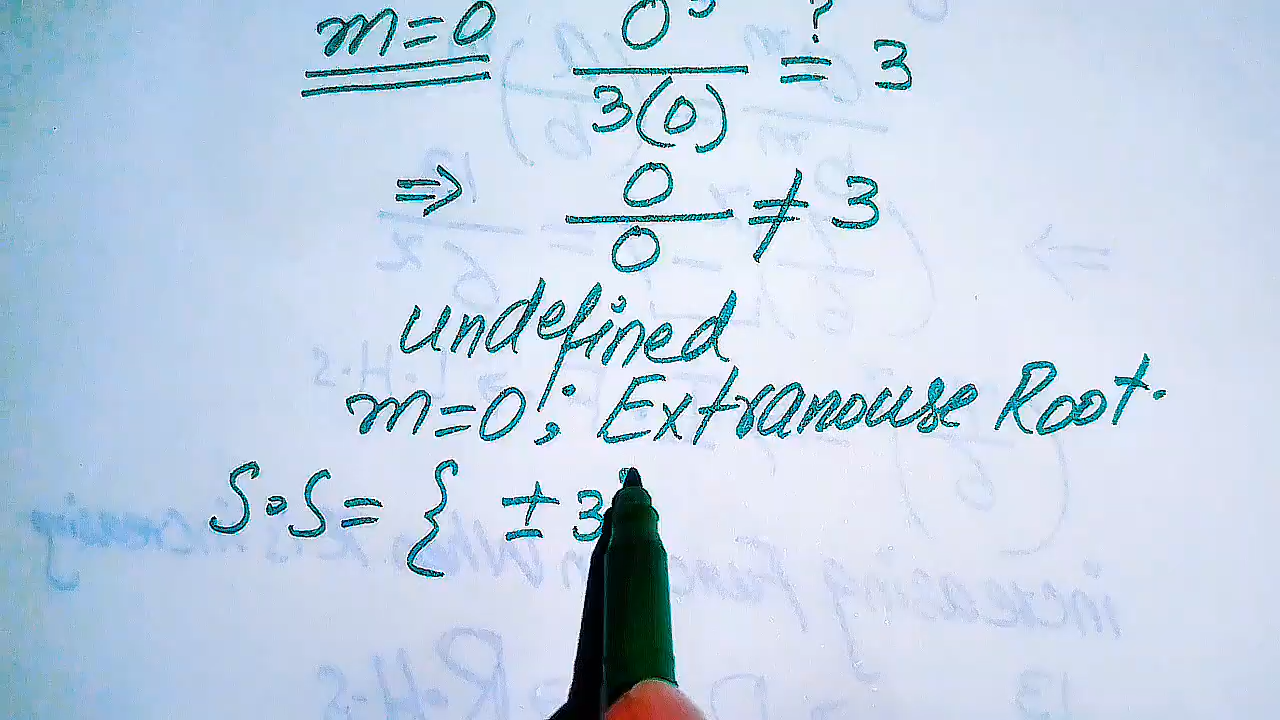 m=0 0³/3(0) ?= 3
⇒ 0/0 ≠ 3
undefined
m=0; Extranouse Root.
S.S = { ± 3